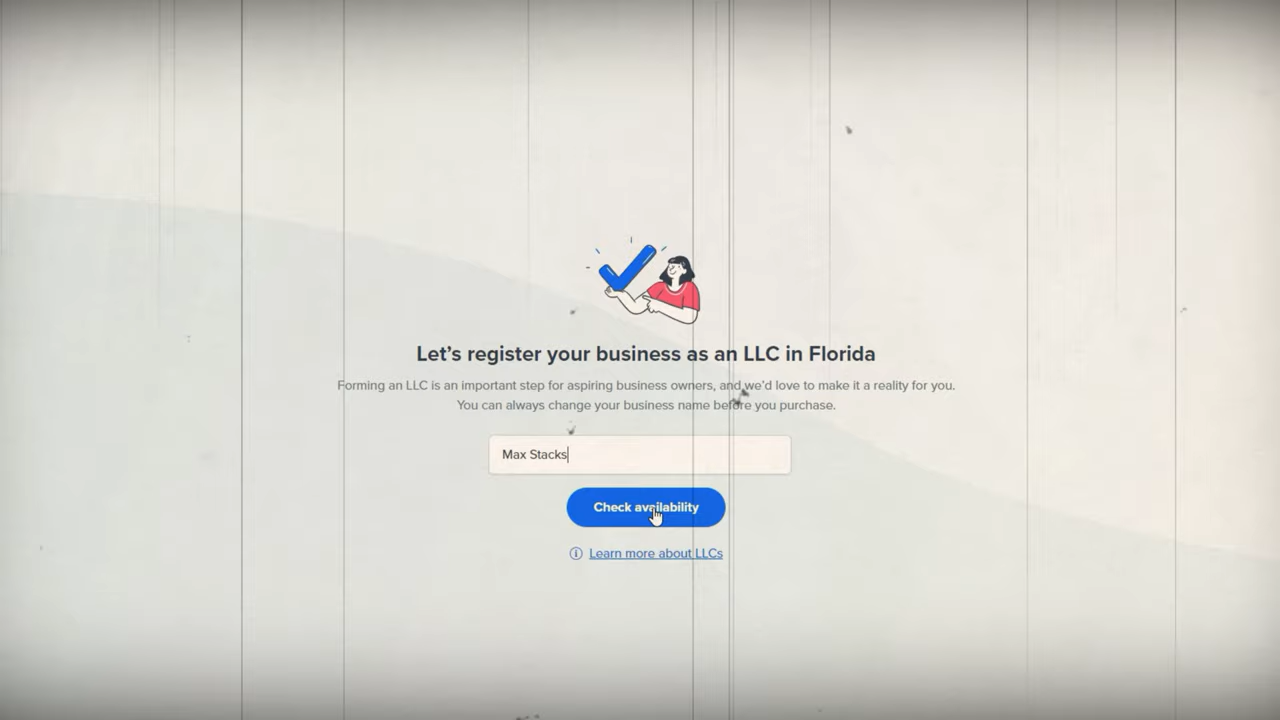 Let's register your business as an LLC in Florida
Forming an LLC is an important step for aspiring business owners, and we'd love to make it a reality for you.
You can always change your business name before you purchase.
Max Stacks
Check availability
Learn more about LLCs